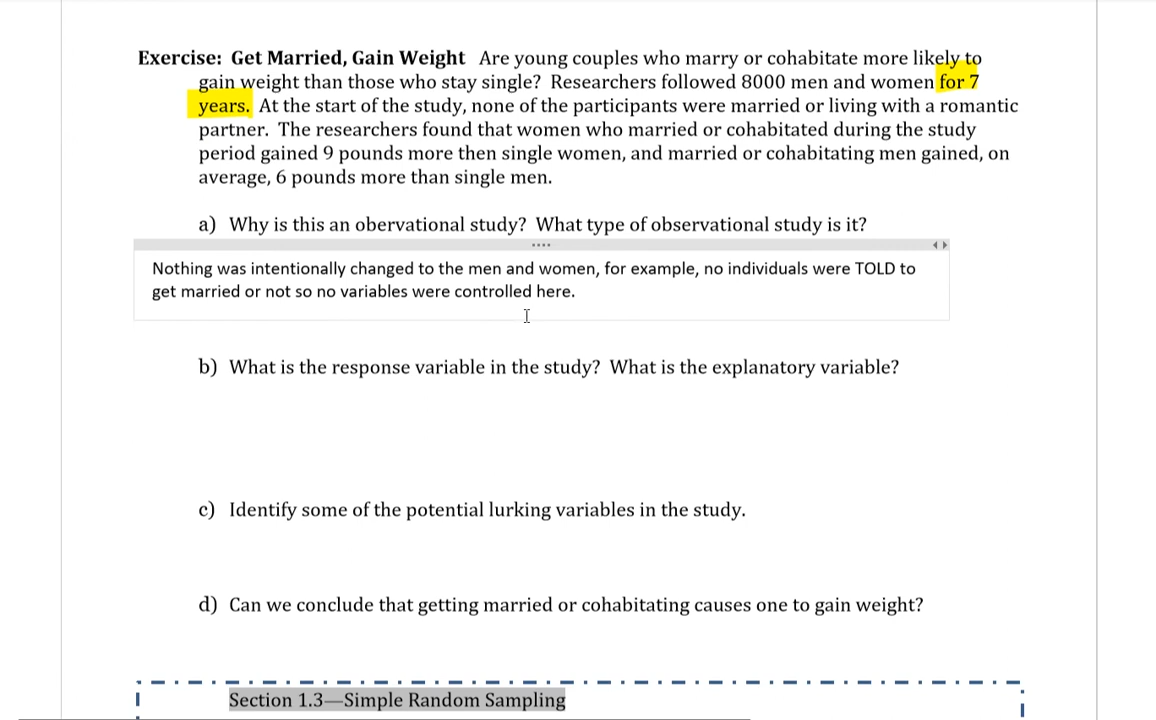 Exercise: Get Married, Gain Weight Are young couples who marry or cohabitate more likely to
gain weight than those who stay single? Researchers followed 8000 men and women for 7
years. At the start of the study, none of the participants were married or living with a romantic
partner. The researchers found that women who married or cohabitated during the study
period gained 9 pounds more then single women, and married or cohabitating men gained, on
average, 6 pounds more than single men.
a) Why is this an obervational study? What type of observational study is it?
Nothing was intentionally changed to the men and women, for example, no individuals were TOLD to
get married or not so no variables were controlled here.
b) What is the response variable in the study? What is the explanatory variable?
c) Identify some of the potential lurking variables in the study.
d) Can we conclude that getting married or cohabitating causes one to gain weight?
Section 1.3—Simple Random Sampling